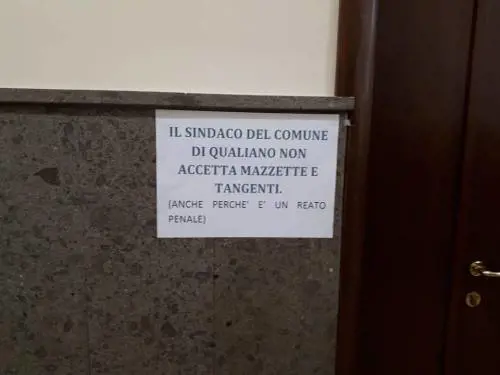 IL SINDACO DEL COMUNE
DI QUALIANO NON
ACCETTA MAZZETTE E
TANGENTI.
(ANCHE PERCHE' E' UN REATO
PENALE)